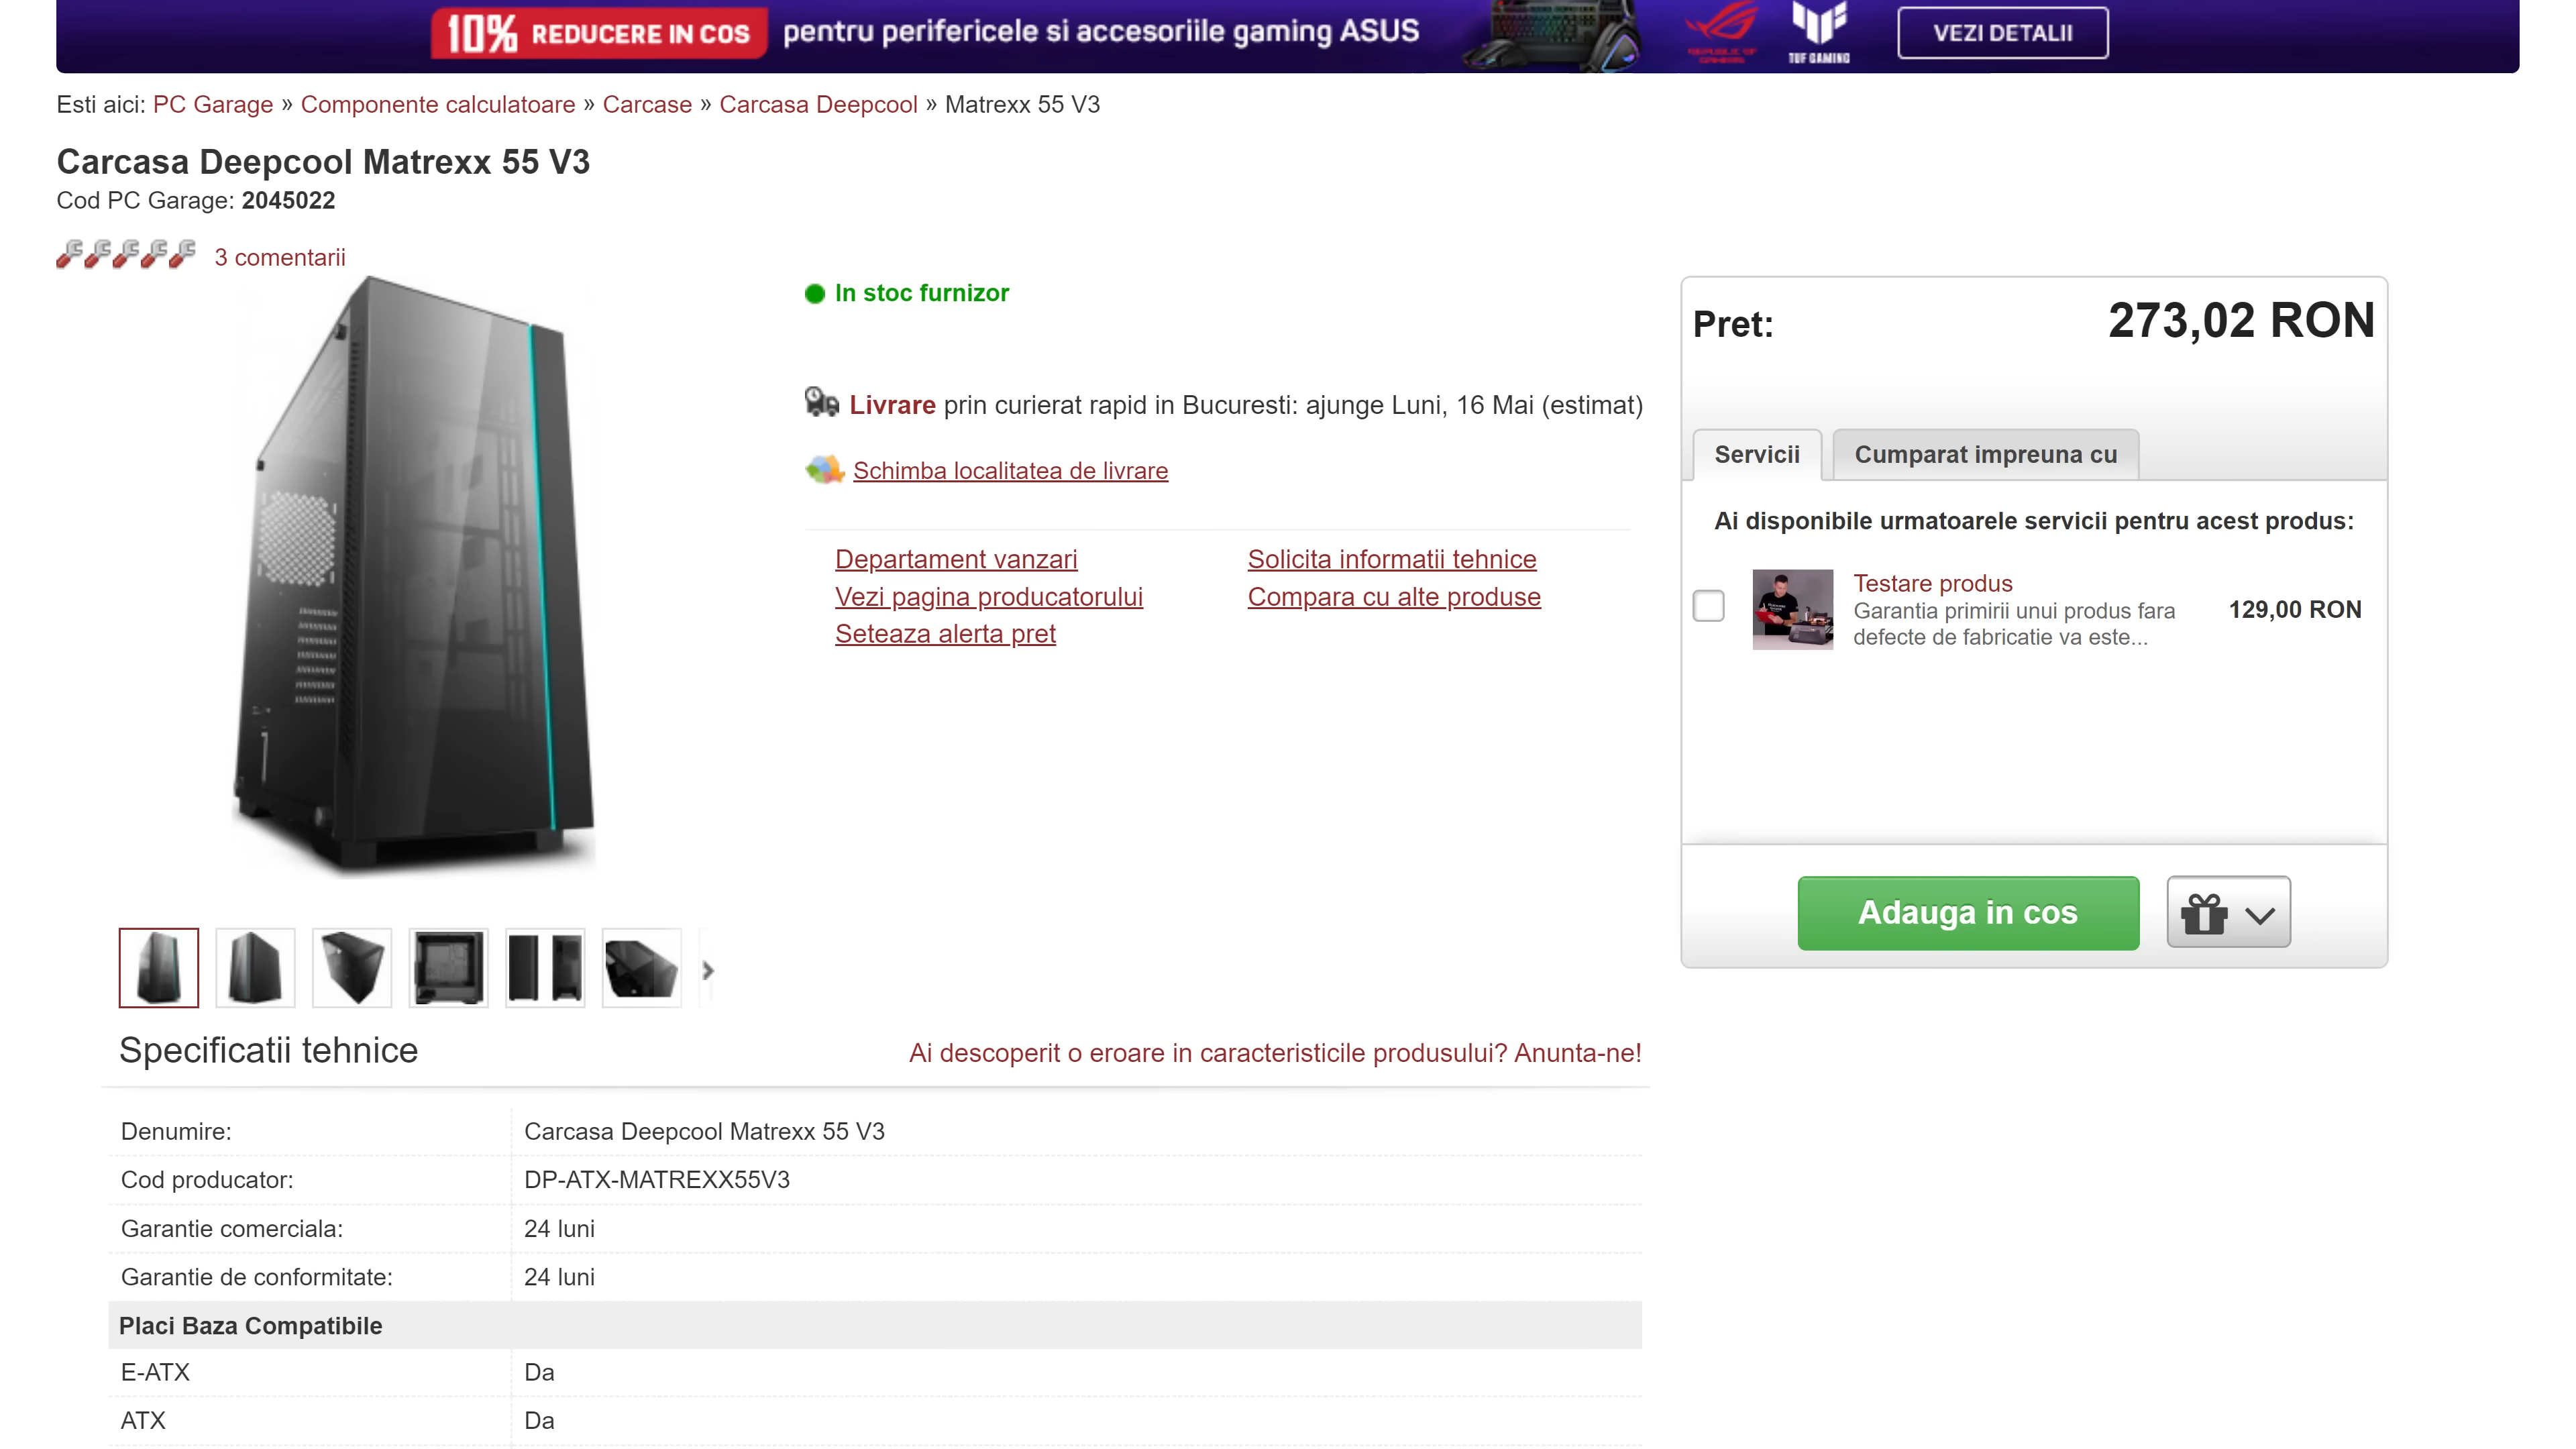 10% REDUCERE IN COS pentru perifericele si accesoriile gaming ASUS
REPUBLIC OF GAMERS
TUF GAMING
VEZI DETALII
Esti aici: PC Garage » Componente calculatoare » Carcase » Carcasa Deepcool » Matrexx 55 V3
Carcasa Deepcool Matrexx 55 V3
Cod PC Garage: 2045022
3 comentarii
In stoc furnizor
Livrare prin curierat rapid in Bucuresti: ajunge Luni, 16 Mai (estimat)
Schimba localitatea de livrare
Departament vanzari
Solicita informatii tehnice
Vezi pagina producatorului
Compara cu alte produse
Seteaza alerta pret
Pret: 273,02 RON
Servicii
Cumparat impreuna cu
Ai disponibile urmatoarele servicii pentru acest produs:
Testare produs
Garantia primirii unui produs fara
defecte de fabricatie va este...
129,00 RON
Adauga in cos
Specificatii tehnice
Ai descoperit o eroare in caracteristicile produsului? Anunta-ne!
Denumire: Carcasa Deepcool Matrexx 55 V3
Cod producator: DP-ATX-MATREXX55V3
Garantie comerciala: 24 luni
Garantie de conformitate: 24 luni
Placi Baza Compatibile
E-ATX Da
ATX Da